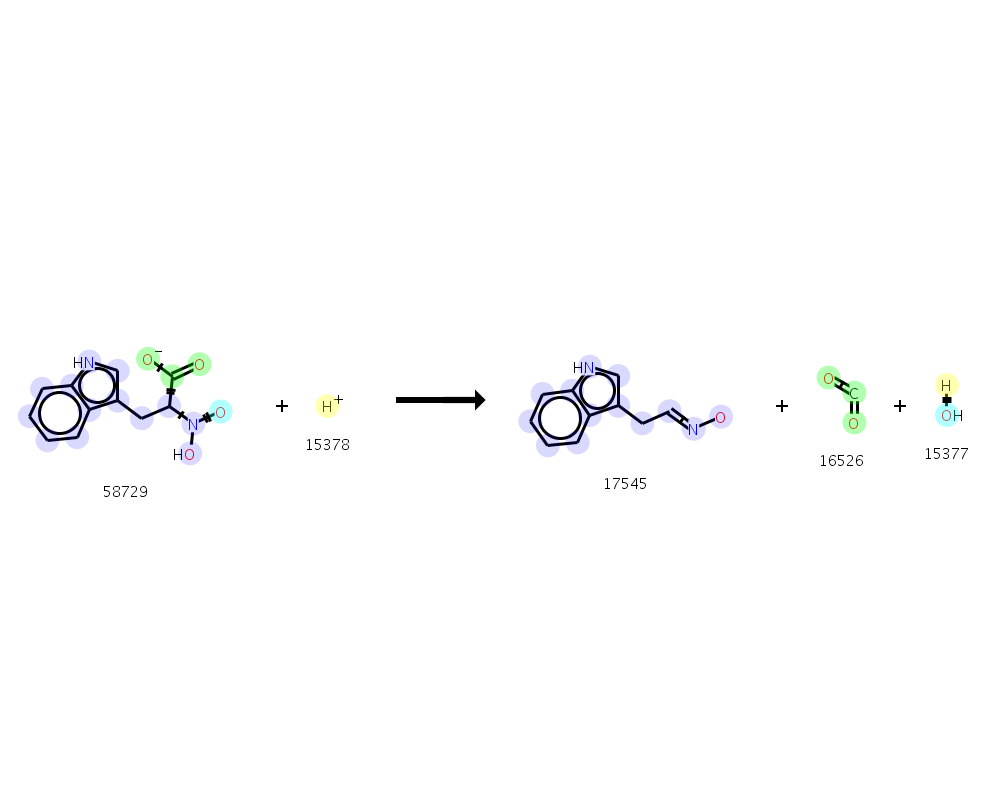 HN O − O C N O HO
58729
+
H+
15378
HN N O
17545
+
O C O
16526
+
H OH
15377